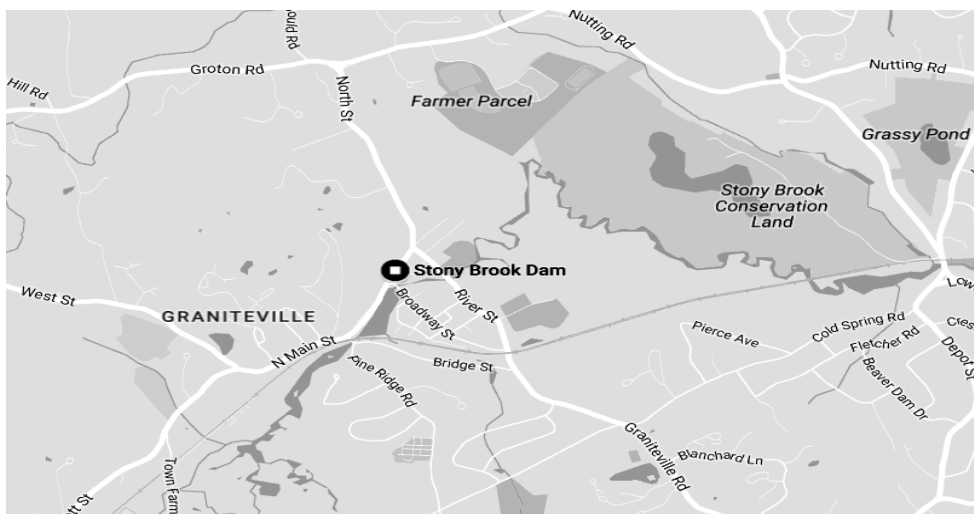 Nutting Rd
Groton Rd
Nutting Rd
Hill Rd
North St
Farmer Parcel
Grassy Pond
Stony Brook
Conservation
Land
Stony Brook Dam
West St
Broadway St
River St
GRANITEVILLE
N Main St
Bridge St
Pine Ridge Rd
Pierce Ave
Cold Spring Rd
Fletcher Rd
Depot St
Beaver Dam Dr
Graniteville Rd
Blanchard Ln
Town Farm